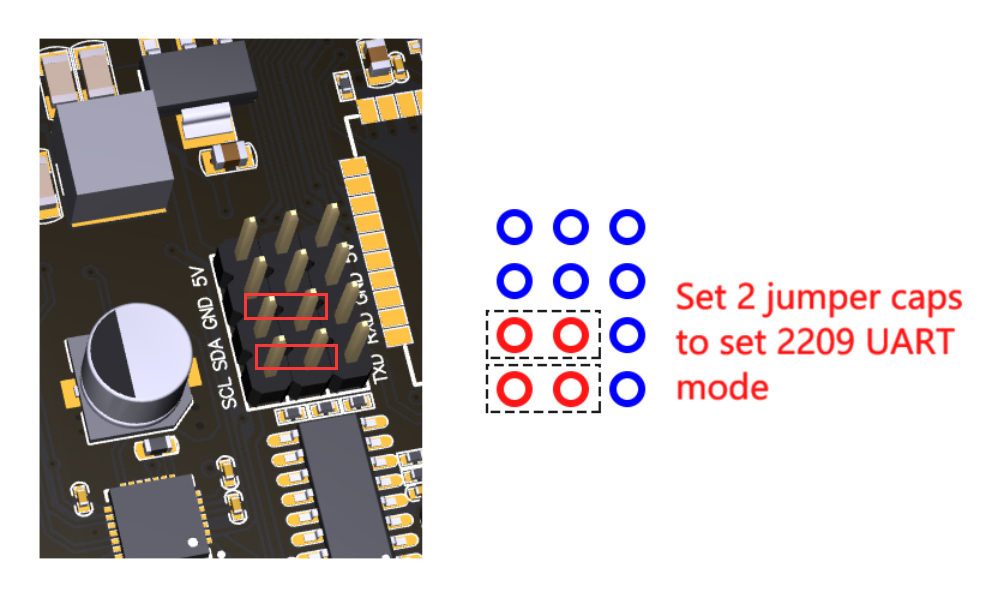 SCL SDA GND 5V
TXD RXD GND 5V
Set 2 jumper caps
to set 2209 UART
mode